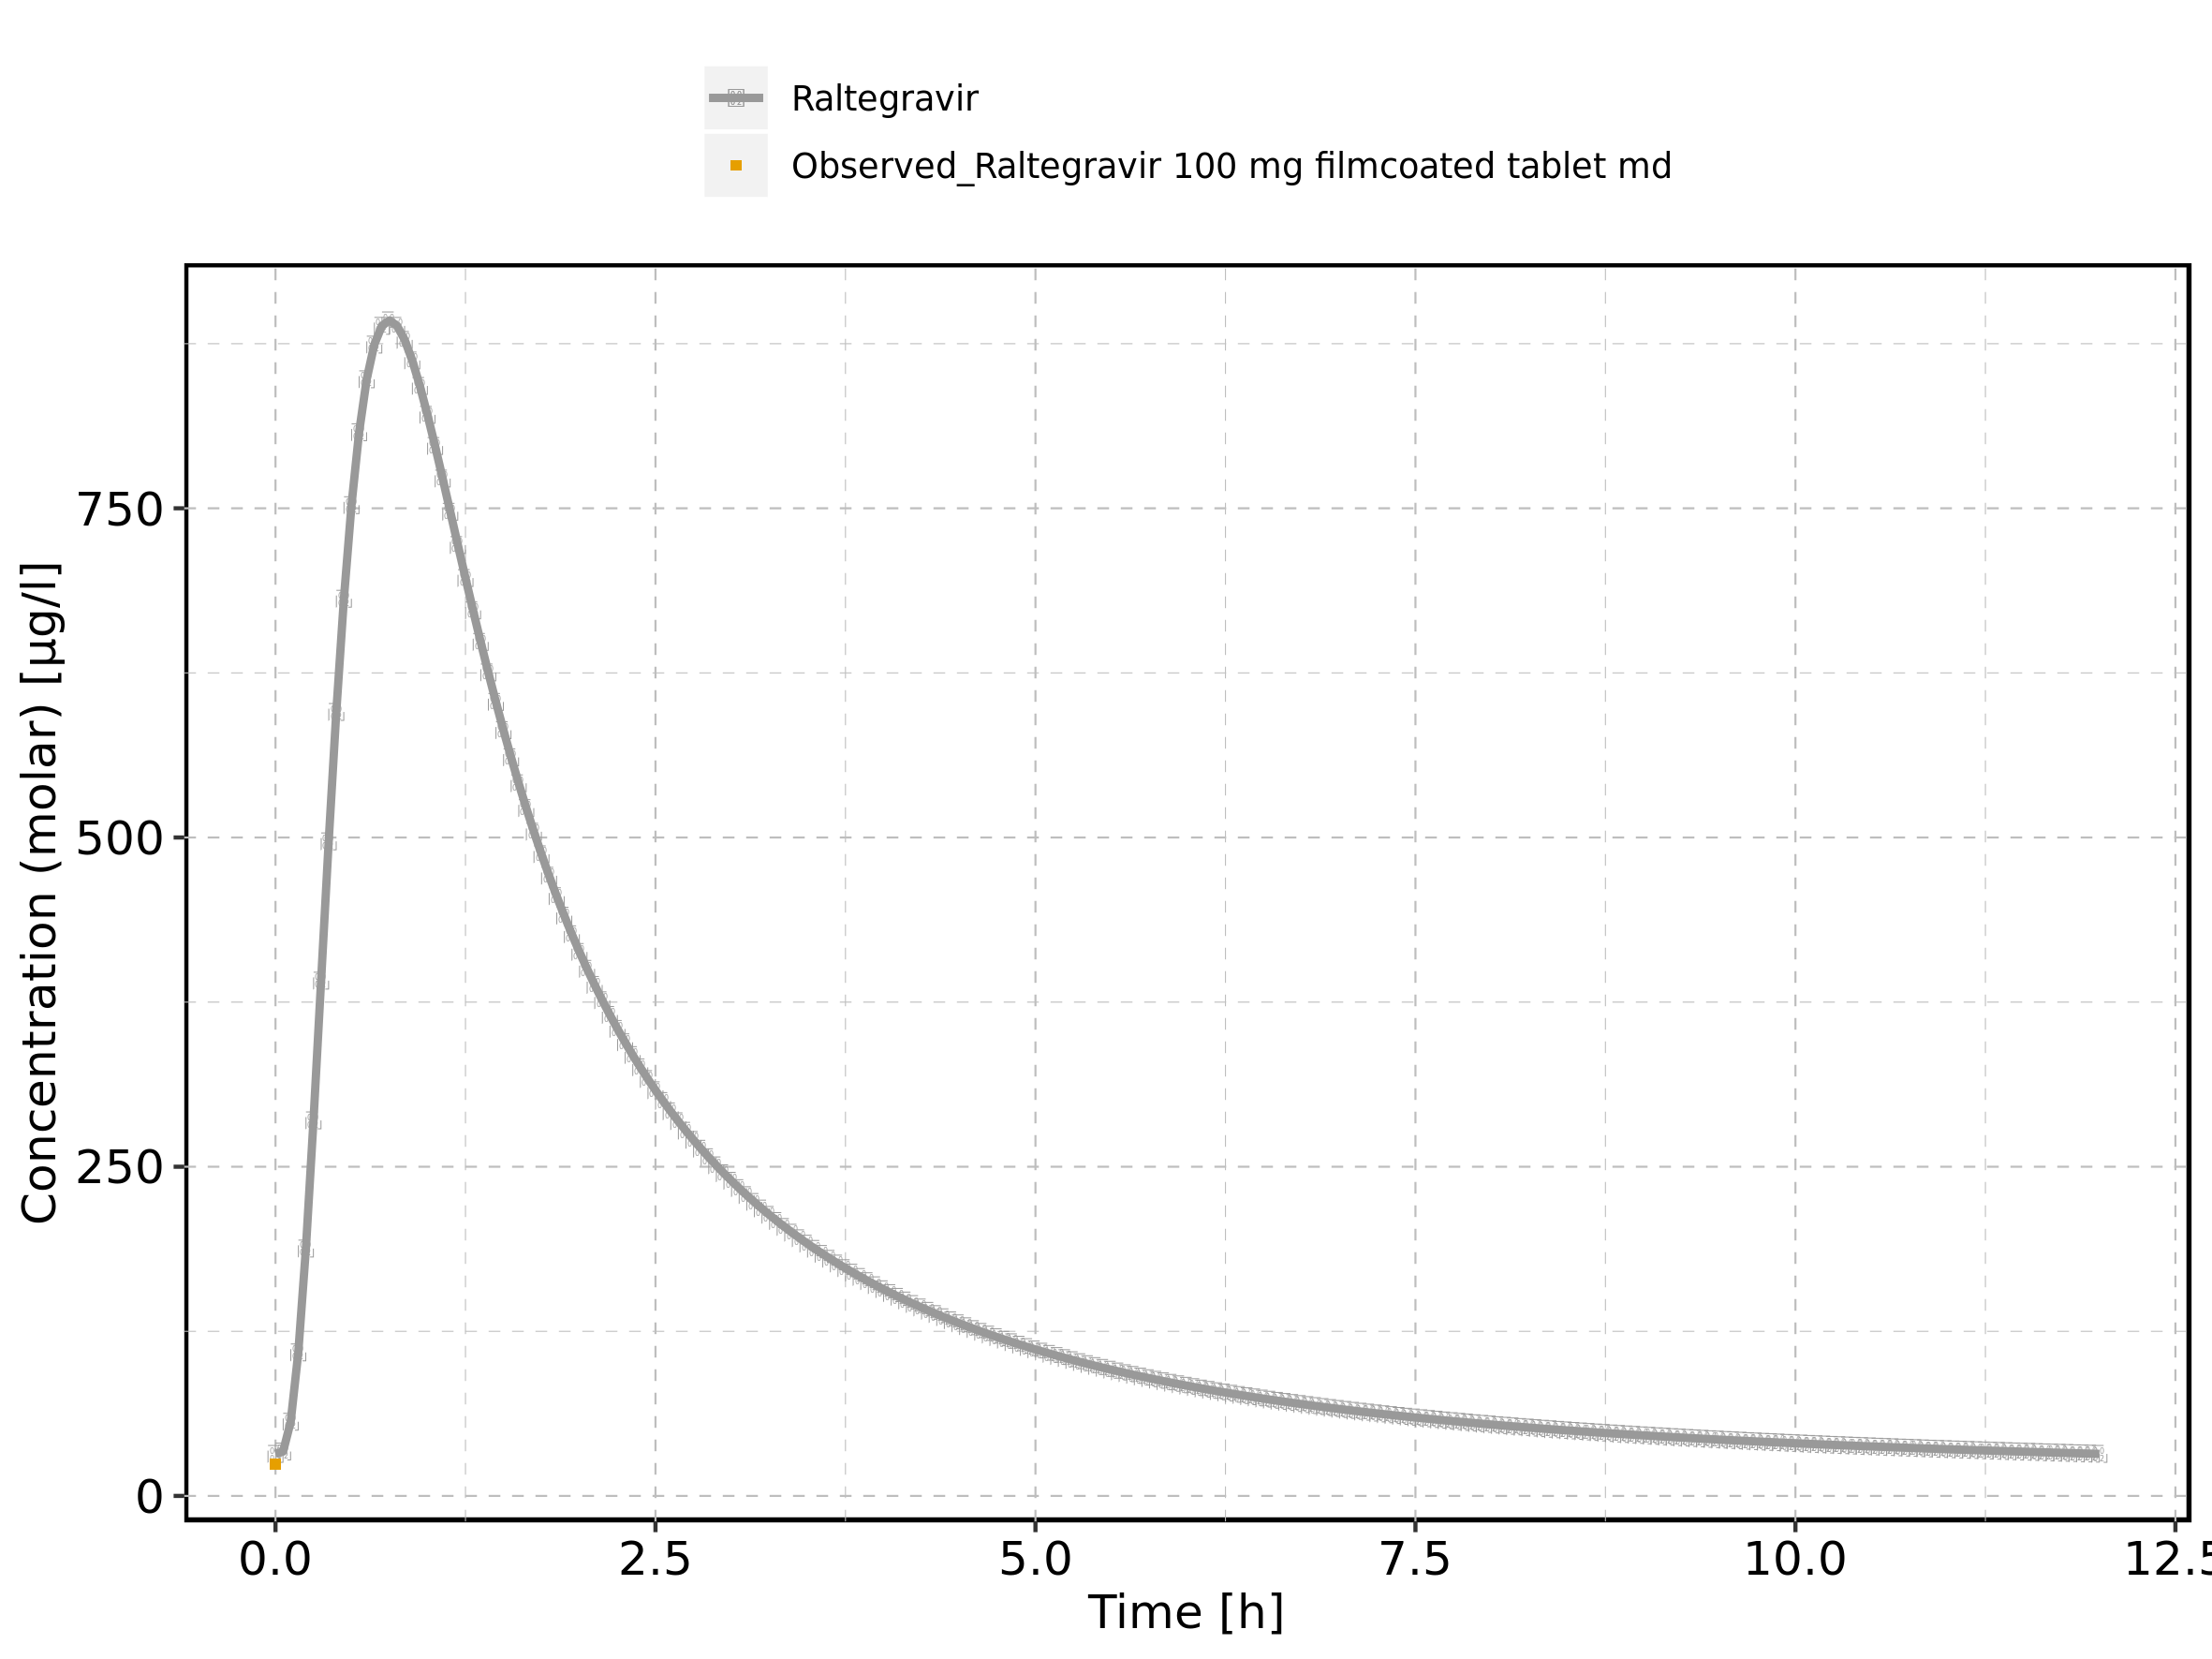 Raltegravir
Observed_Raltegravir 100 mg filmcoated tablet md
Concentration (molar) [µg/l]
750
500
250
0
0.0 2.5 5.0 7.5 10.0 12.5
Time [h]